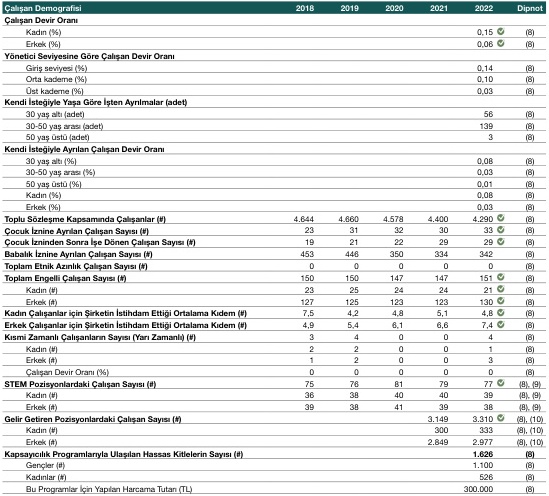 Çalışan Demografisi 2018 2019 2020 2021 2022 Dipnot
Çalışan Devir Oranı
Kadın (%) 0,15 (8)
Erkek (%) 0,06 (8)
Yönetici Seviyesine Göre Çalışan Devir Oranı
Giriş seviyesi (%) 0,14 (8)
Orta kademe (%) 0,10 (8)
Üst kademe (%) 0,03 (8)
Kendi İsteğiyle Yaşa Göre İşten Ayrılmalar (adet)
30 yaş altı (adet) 56 (8)
30-50 yaş arası (adet) 139 (8)
50 yaş üstü (adet) 3 (8)
Kendi İsteğiyle Ayrılan Çalışan Devir Oranı
30 yaş altı (%) 0,08 (8)
30-50 yaş arası (%) 0,03 (8)
50 yaş üstü (%) 0,01 (8)
Kadın (%) 0,08 (8)
Erkek (%) 0,03 (8)
Toplu Sözleşme Kapsamında Çalışanlar (#) 4.644 4.660 4.578 4.400 4.290 (8)
Çocuk İznine Ayrılan Çalışan Sayısı (#) 23 31 32 30 33 (8)
Çocuk İzninden Sonra İşe Dönen Çalışan Sayısı (#) 19 21 22 29 29 (8)
Babalık İznine Ayrılan Çalışan Sayısı (#) 453 446 350 334 342 (8)
Toplam Etnik Azınlık Çalışan Sayısı (#) 0 0 0 0 0 (8)
Toplam Engelli Çalışan Sayısı (#) 150 150 147 147 151 (8)
Kadın (#) 23 25 24 24 21 (8)
Erkek (#) 127 125 123 123 130 (8)
Kadın Çalışanlar için Şirketin İstihdam Ettiği Ortalama Kıdem (#) 7,5 4,2 4,8 5,1 4,8 (8)
Erkek Çalışanlar için Şirketin İstihdam Ettiği Ortalama Kıdem (#) 4,9 5,4 6,1 6,6 7,4 (8)
Kısmi Zamanlı Çalışanların Sayısı (Yarı Zamanlı) (#) 3 4 0 0 4 (8)
Kadın (#) 2 2 0 0 1 (8)
Erkek (#) 1 2 0 0 3 (8)
Çalışan Devir Oranı (%) 0 0 0 0 0 (8)
STEM Pozisyonlardaki Çalışan Sayısı (#) 75 76 81 79 77 (8), (9)
Kadın (#) 36 38 40 40 39 (8), (9)
Erkek (#) 39 38 41 39 38 (8), (9)
Gelir Getiren Pozisyonlardaki Çalışan Sayısı (#) 3.149 3.310 (8), (10)
Kadın (#) 300 333 (8), (10)
Erkek (#) 2.849 2.977 (8), (10)
Kapsayıcılık Programlarıyla Ulaşılan Hassas Kitlelerin Sayısı (#) 1.626 (8)
Gençler (#) 1.100 (8)
Kadınlar (#) 526 (8)
Bu Programlar İçin Yapılan Harcama Tutarı (TL) 300.000 (8)